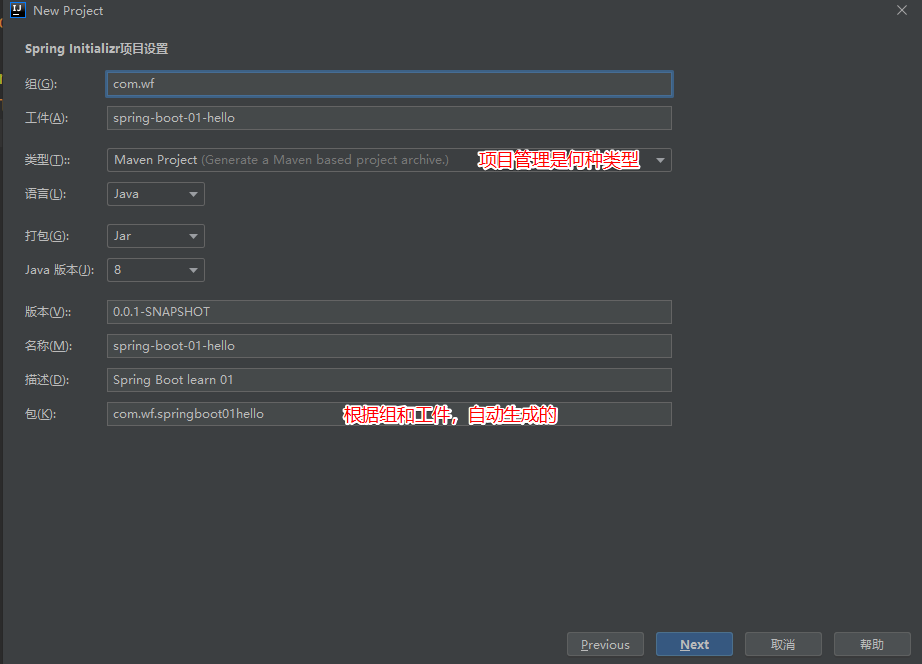 New Project
Spring Initializr项目设置
组(G): com.wf
工件(A): spring-boot-01-hello
类型(T):: Maven Project (Generate a Maven based project archive.) 项目管理是何种类型
语言(L): Java
打包(G): Jar
Java 版本(J): 8
版本(V):: 0.0.1-SNAPSHOT
名称(M): spring-boot-01-hello
描述(D): Spring Boot learn 01
包(K): com.wf.springboot01hello 根据组和工件，自动生成的
Previous Next 取消 帮助